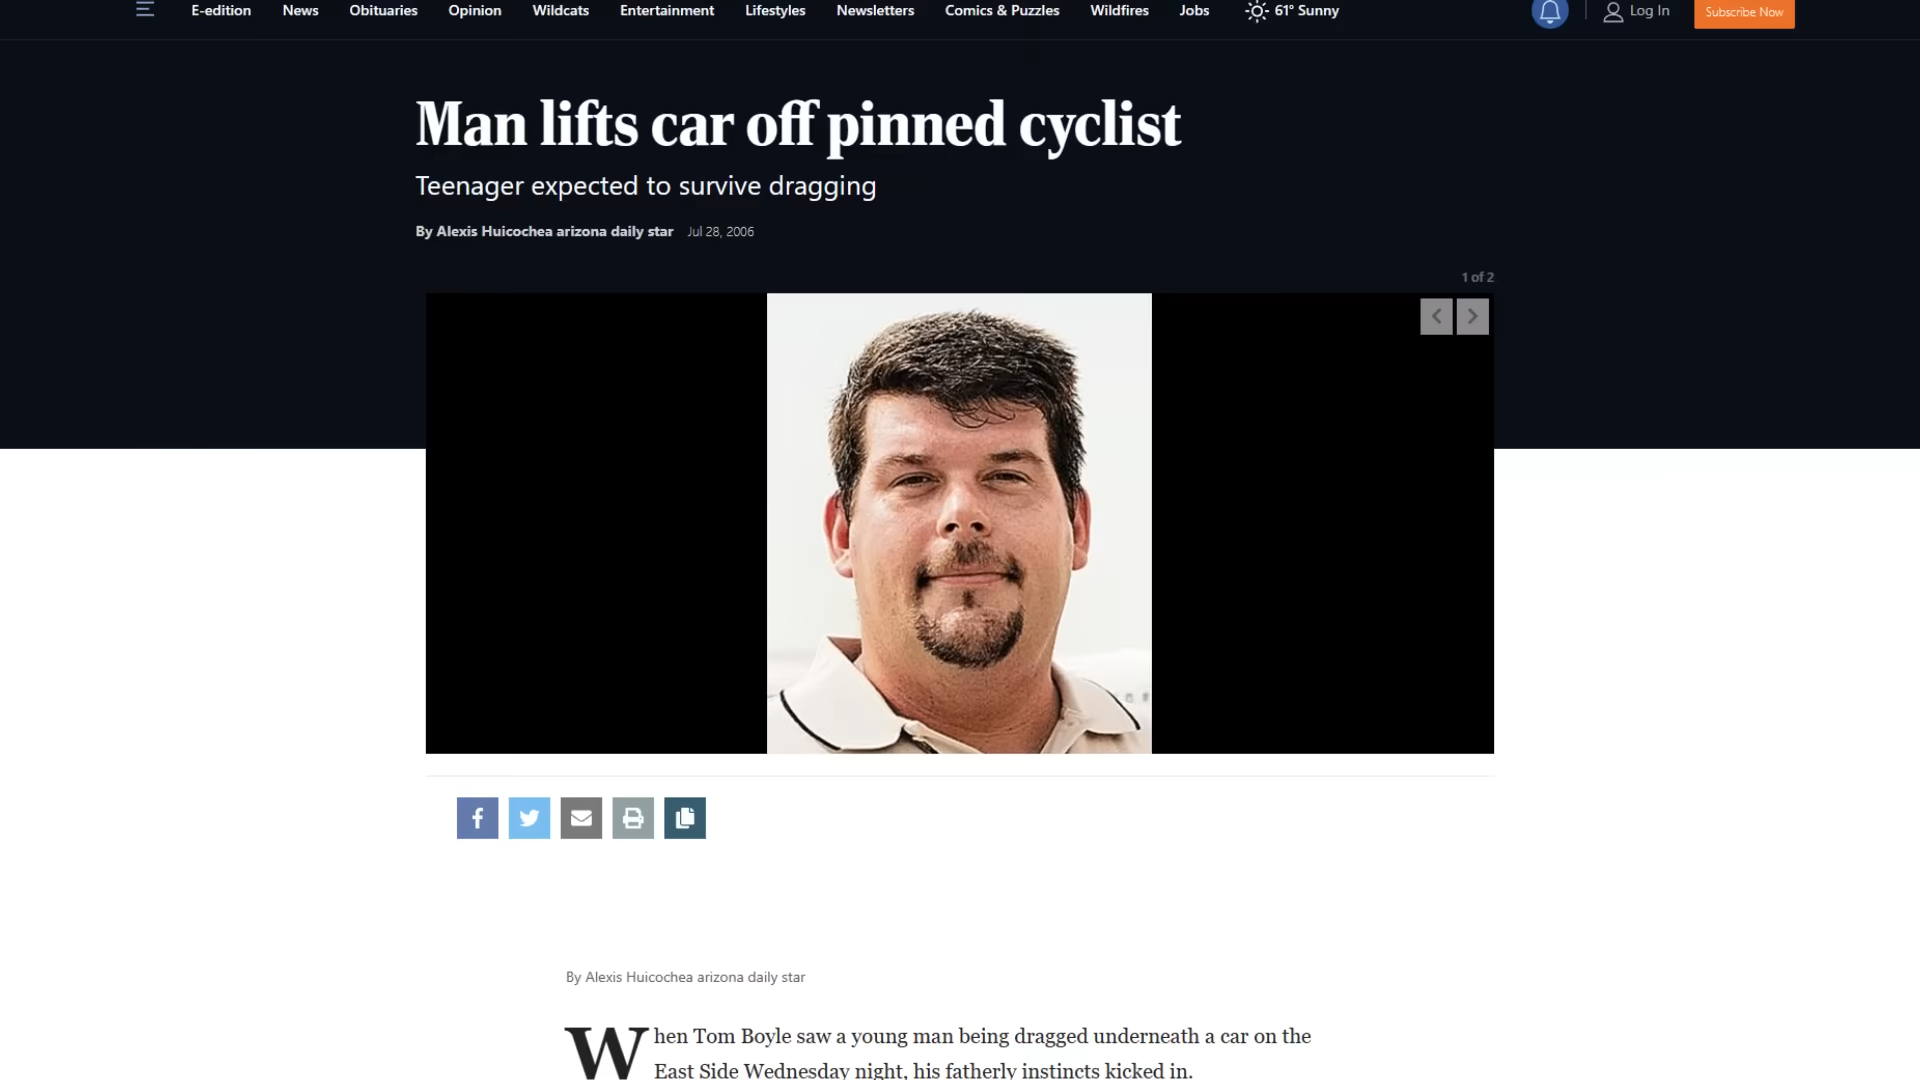 E-edition News Obituaries Opinion Wildcats Entertainment Lifestyles Newsletters Comics & Puzzles Wildfires Jobs 61° Sunny Log In Subscribe Now
Man lifts car off pinned cyclist
Teenager expected to survive dragging
By Alexis Huicochea arizona daily star Jul 28, 2006
1 of 2
By Alexis Huicochea arizona daily star
When Tom Boyle saw a young man being dragged underneath a car on the
East Side Wednesday night, his fatherly instincts kicked in.